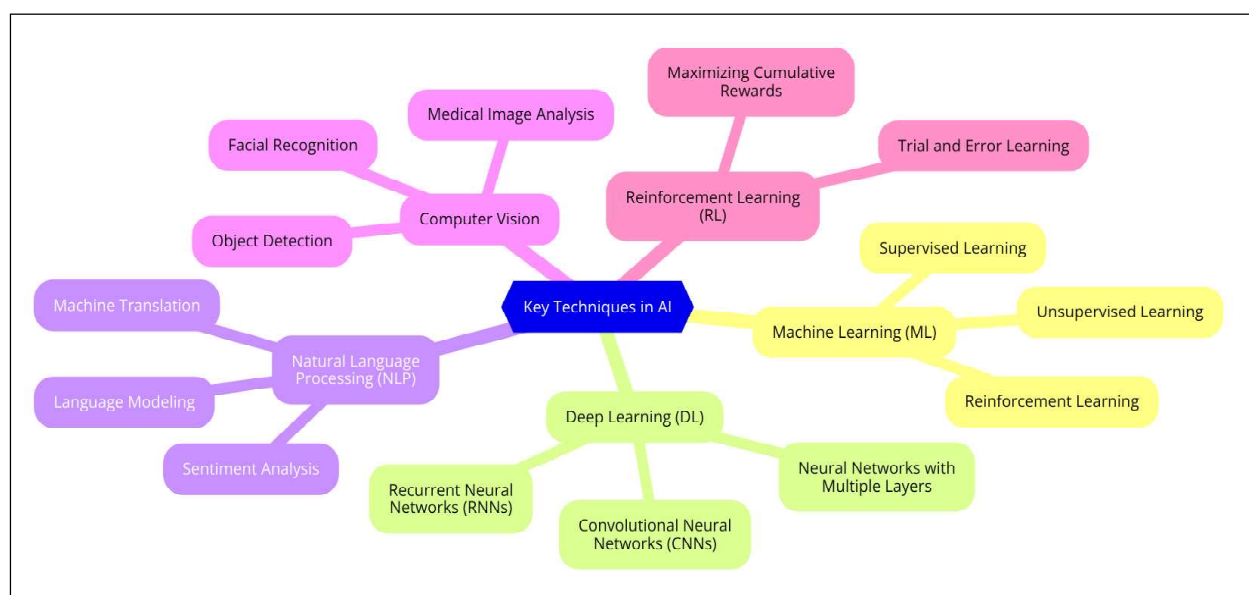 Maximizing Cumulative
Rewards
Medical Image Analysis
Facial Recognition
Trial and Error Learning
Reinforcement Learning
(RL)
Computer Vision
Object Detection
Supervised Learning
Machine Translation
Key Techniques in AI
Unsupervised Learning
Machine Learning (ML)
Natural Language
Processing (NLP)
Language Modeling
Reinforcement Learning
Deep Learning (DL)
Sentiment Analysis
Neural Networks with
Multiple Layers
Recurrent Neural
Networks (RNNs)
Convolutional Neural
Networks (CNNs)